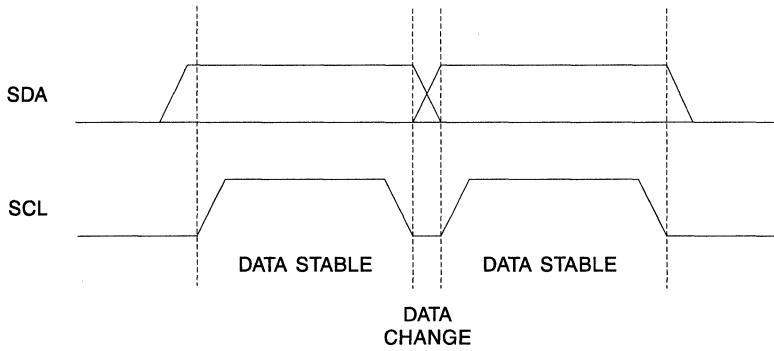 SDA
SCL
DATA STABLE
DATA STABLE
DATA
CHANGE